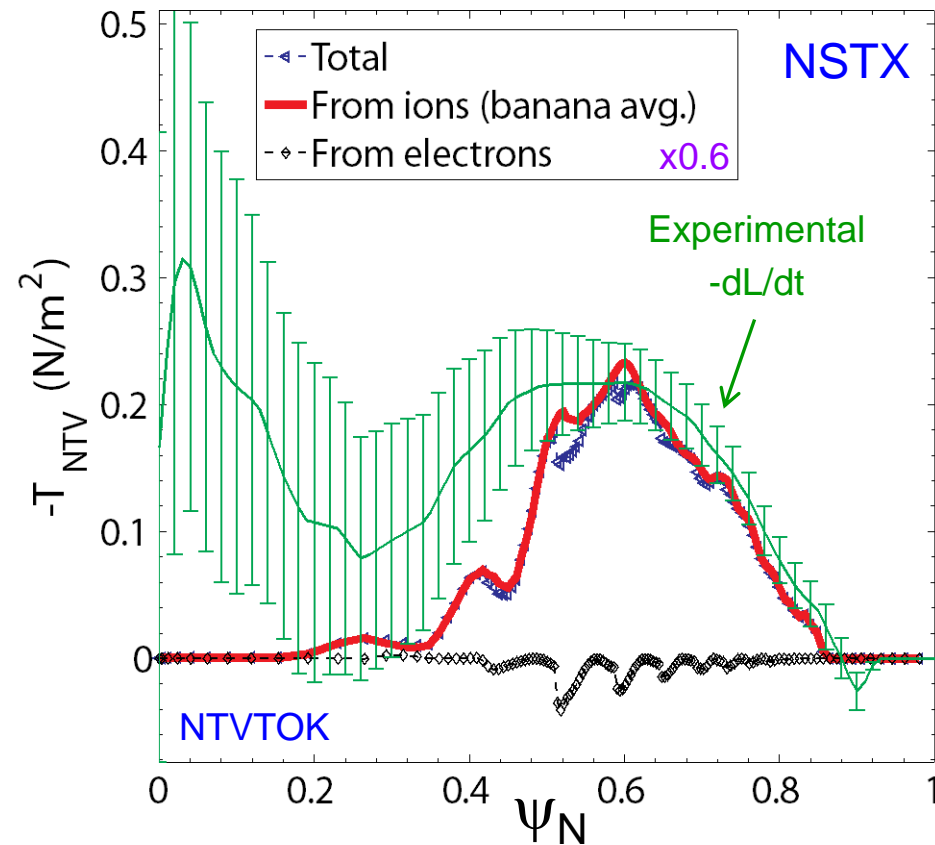 0.5
0.4
0.3
0.2
0.1
0
-T_NTV (N/m²)
Total
From ions (banana avg.)
From electrons
x0.6
NSTX
Experimental
-dL/dt
NTVTOK
0 0.2 0.4 0.6 0.8 1
ψ_N